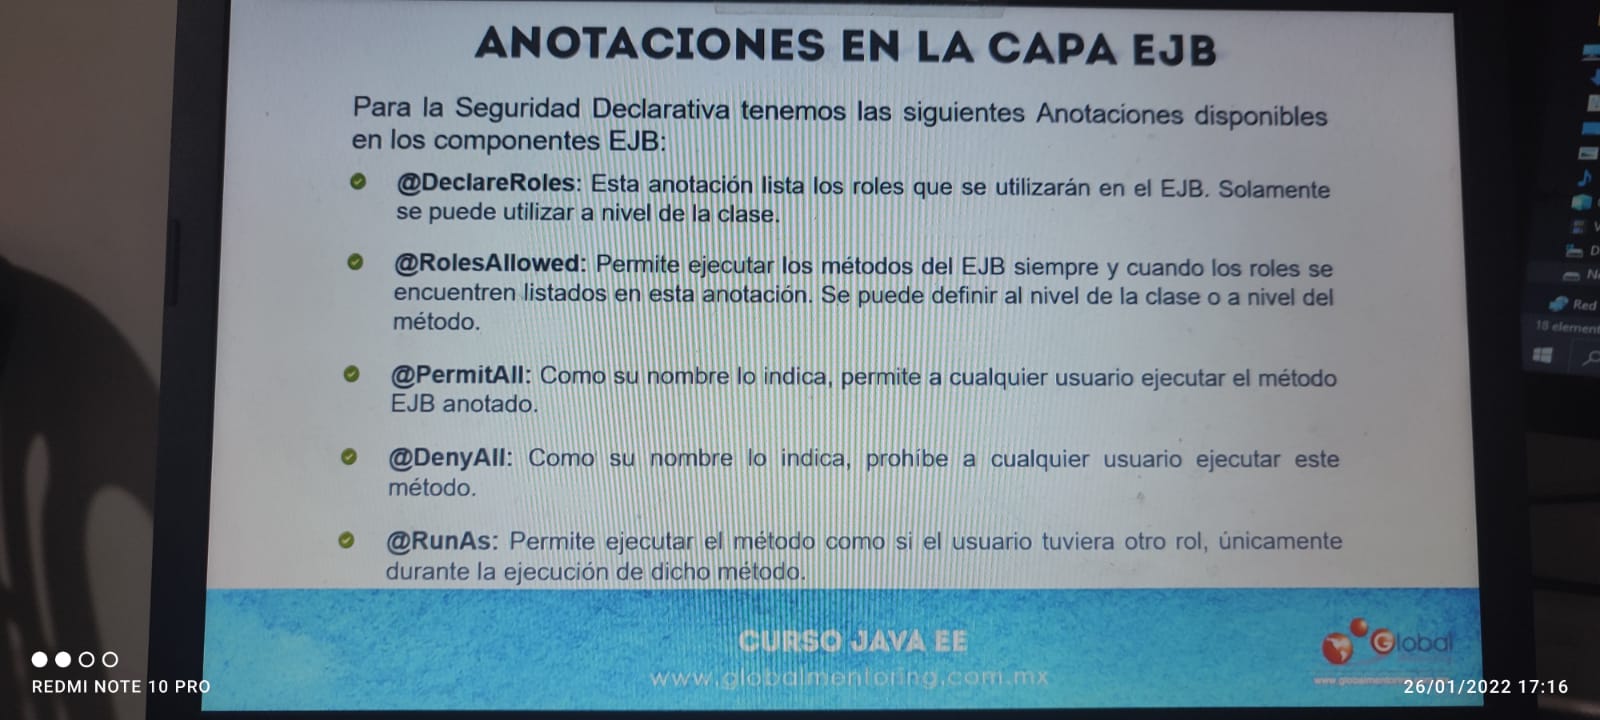 ANOTACIONES EN LA CAPA EJB
Para la Seguridad Declarativa tenemos las siguientes Anotaciones disponibles
en los componentes EJB:
@DeclareRoles: Esta anotación lista los roles que se utilizarán en el EJB. Solamente
se puede utilizar a nivel de la clase.
@RolesAllowed: Permite ejecutar los métodos del EJB siempre y cuando los roles se
encuentren listados en esta anotación. Se puede definir al nivel de la clase o a nivel del
método.
@PermitAll: Como su nombre lo indica, permite a cualquier usuario ejecutar el método
EJB anotado.
@DenyAll: Como su nombre lo indica, prohíbe a cualquier usuario ejecutar este
método.
@RunAs: Permite ejecutar el método como si el usuario tuviera otro rol, únicamente
durante la ejecución de dicho método.
CURSO JAVA EE
www.globalmentoring.com.mx
Global
Red
18 element
REDMI NOTE 10 PRO
26/01/2022 17:16